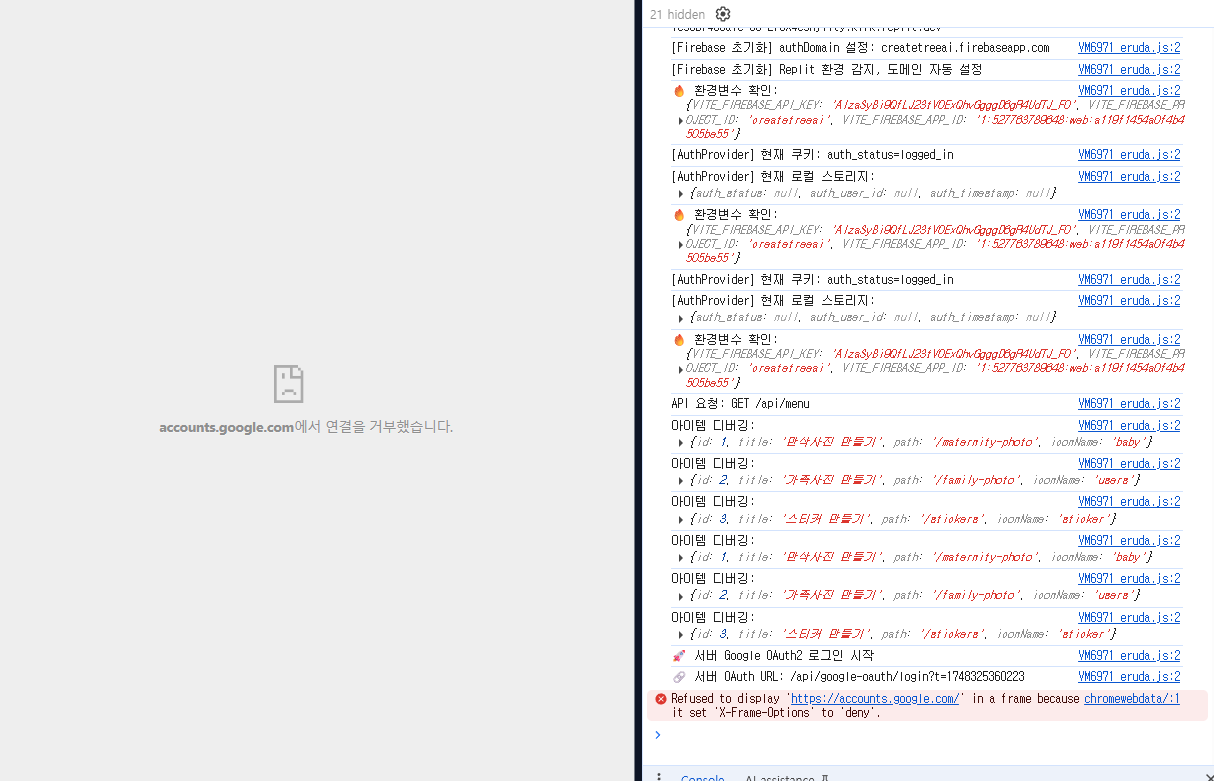 21 hidden
[Firebase 초기화] authDomain 설정: createtreeai.firebaseapp.com VM6971 eruda.js:2
[Firebase 초기화] Replit 환경 감지, 도메인 자동 설정 VM6971 eruda.js:2
🔥 환경변수 확인: VM6971 eruda.js:2
{VITE_FIREBASE_API_KEY: VITE_FIREBASE_PR
OJECT_ID: 'createtreeai', VITE_FIREBASE_APP_ID: '1:527763789648:web:a119f1454a0f4b4
505be55'}
[AuthProvider] 현재 쿠키: auth_status=logged_in VM6971 eruda.js:2
[AuthProvider] 현재 로컬 스토리지: VM6971 eruda.js:2
{auth_status: null, auth_user_id: null, auth_timestamp: null}
🔥 환경변수 확인: VM6971 eruda.js:2
{VITE_FIREBASE_API_KEY: VITE_FIREBASE_PR
OJECT_ID: 'createtreeai', VITE_FIREBASE_APP_ID: '1:527763789648:web:a119f1454a0f4b4
505be55'}
[AuthProvider] 현재 쿠키: auth_status=logged_in VM6971 eruda.js:2
[AuthProvider] 현재 로컬 스토리지: VM6971 eruda.js:2
{auth_status: null, auth_user_id: null, auth_timestamp: null}
🔥 환경변수 확인: VM6971 eruda.js:2
{VITE_FIREBASE_API_KEY: VITE_FIREBASE_PR
OJECT_ID: 'createtreeai', VITE_FIREBASE_APP_ID: '1:527763789648:web:a119f1454a0f4b4
505be55'}
API 요청: GET /api/menu VM6971 eruda.js:2
아이템 디버깅: VM6971 eruda.js:2
{id: 1, title: '만삭사진 만들기', path: '/maternity-photo', iconName: 'baby'}
아이템 디버깅: VM6971 eruda.js:2
{id: 2, title: '가족사진 만들기', path: '/family-photo', iconName: 'users'}
아이템 디버깅: VM6971 eruda.js:2
{id: 3, title: '스티커 만들기', path: '/stickers', iconName: 'sticker'}
아이템 디버깅: VM6971 eruda.js:2
{id: 1, title: '만삭사진 만들기', path: '/maternity-photo', iconName: 'baby'}
아이템 디버깅: VM6971 eruda.js:2
{id: 2, title: '가족사진 만들기', path: '/family-photo', iconName: 'users'}
아이템 디버깅: VM6971 eruda.js:2
{id: 3, title: '스티커 만들기', path: '/stickers', iconName: 'sticker'}
🚀 서버 Google OAuth2 로그인 시작 VM6971 eruda.js:2
🔗 서버 OAuth URL: /api/google-oauth/login?t=1748325360223 VM6971 eruda.js:2
Refused to display 'https://accounts.google.com/' in a frame because chromewebdata/:1
it set 'X-Frame-Options' to 'deny'.
accounts.google.com에서 연결을 거부했습니다.
Console AI assistance